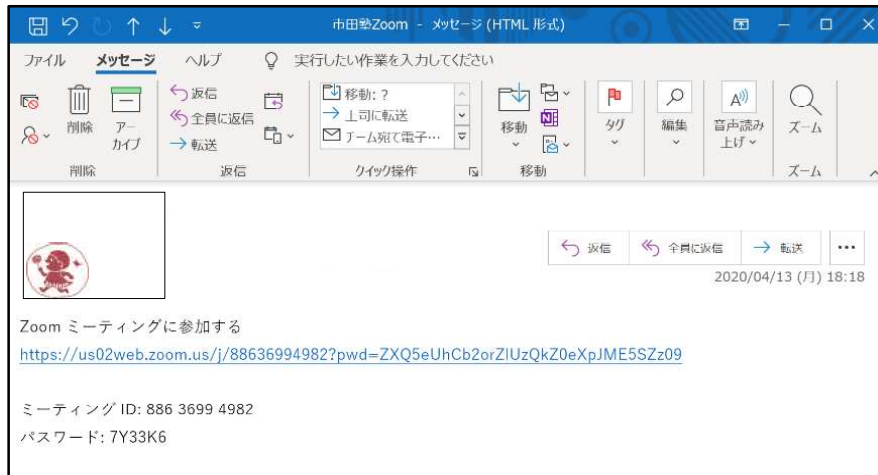 市田塾Zoom - メッセージ (HTML 形式)
ファイル メッセージ ヘルプ 実行したい作業を入力してください
削除
アーカイブ
返信
全員に返信
転送
移動: ?
上司に転送
チーム宛て電子…
移動
タグ
編集
音声読み上げ
ズーム
削除 返信 クイック操作 移動 ズーム
返信 全員に返信 転送
2020/04/13 (月) 18:18
Zoom ミーティングに参加する
https://us02web.zoom.us/j/88636994982?pwd=ZXQ5eUhCb2orZlUzQkZ0eXpJME5SZz09
ミーティング ID: 886 3699 4982
パスワード: 7Y33K6